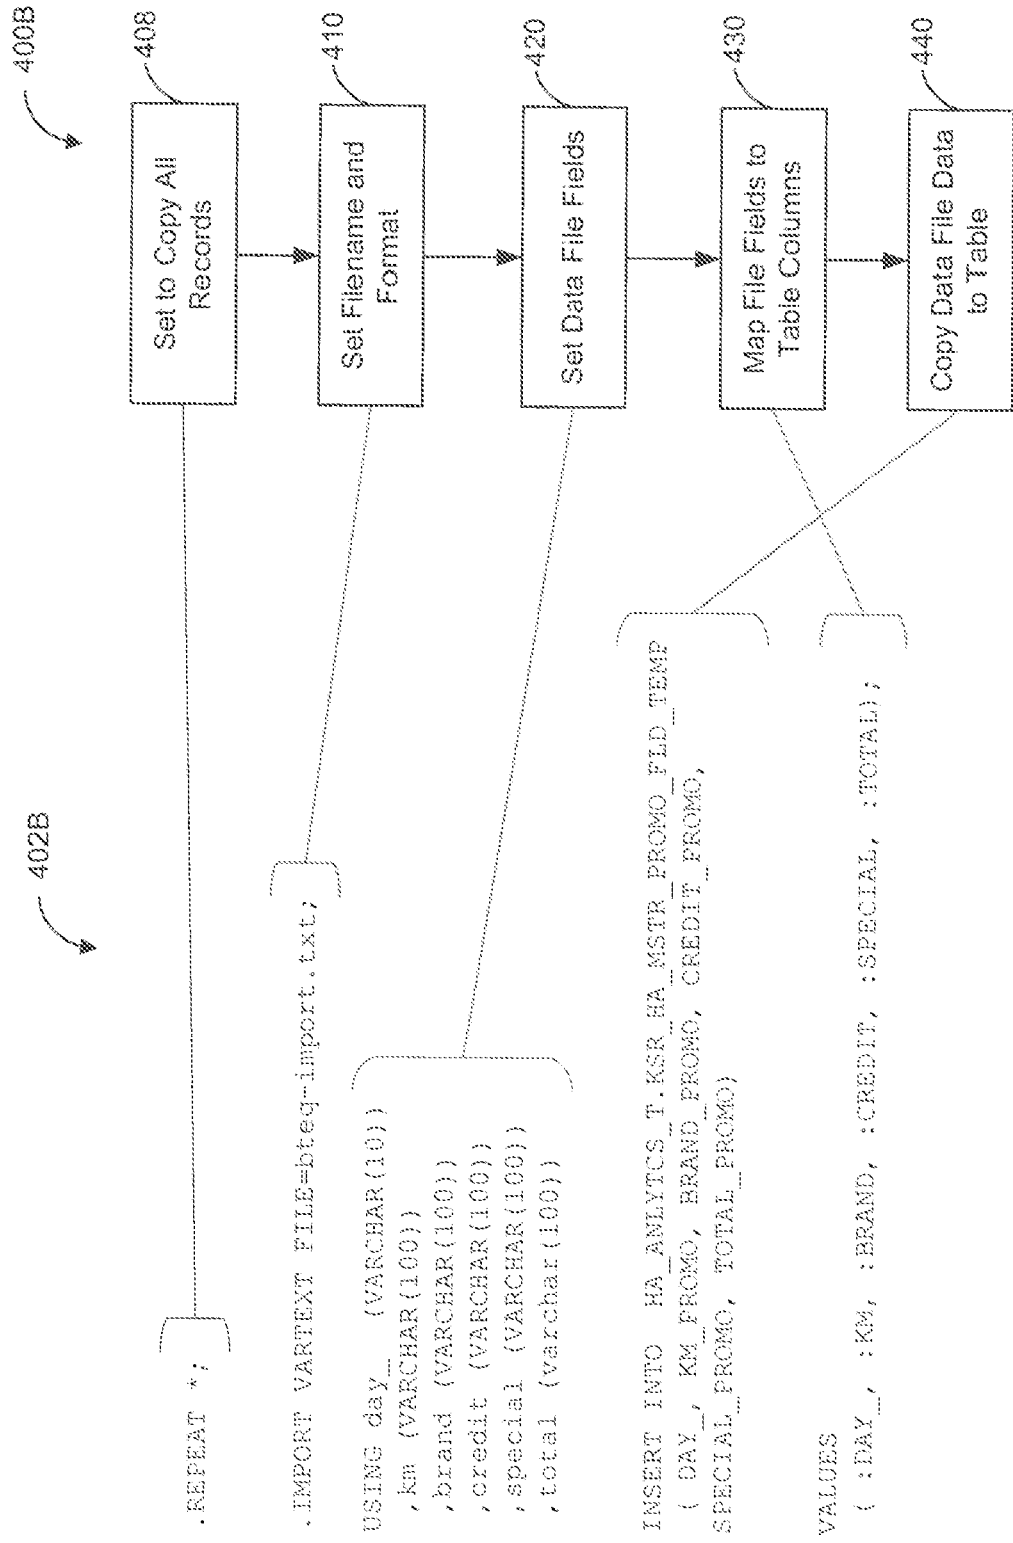 400B
402B
.REPEAT *;
.IMPORT VARTEXT FILE=bteq-import.txt;
USING day_ (VARCHAR(10))
,km (VARCHAR(100))
,brand (VARCHAR(100))
,credit (VARCHAR(100))
,special (VARCHAR(100))
,total (varchar(100))
INSERT INTO HA_ANLYTCS_T.KSR_HA_MSTR_PROMO_FLD_TEMP
( DAY_, KM_PROMO, BRAND_PROMO, CREDIT_PROMO,
SPECIAL_PROMO, TOTAL_PROMO)
VALUES
( :DAY_, :KM, :BRAND, :CREDIT, :SPECIAL, :TOTAL);
Set to Copy All
Records
408
Set Filename and
Format
410
Set Data File Fields
420
Map File Fields to
Table Columns
430
Copy Data File Data
to Table
440